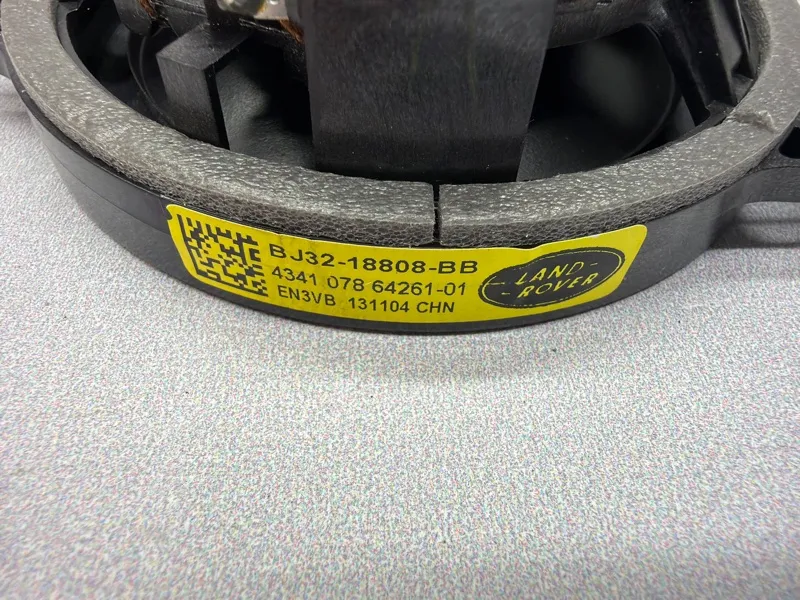 BJ32-18808-BB
4341 078 64261-01
EN3VB 131104 CHN
LAND-
-ROVER